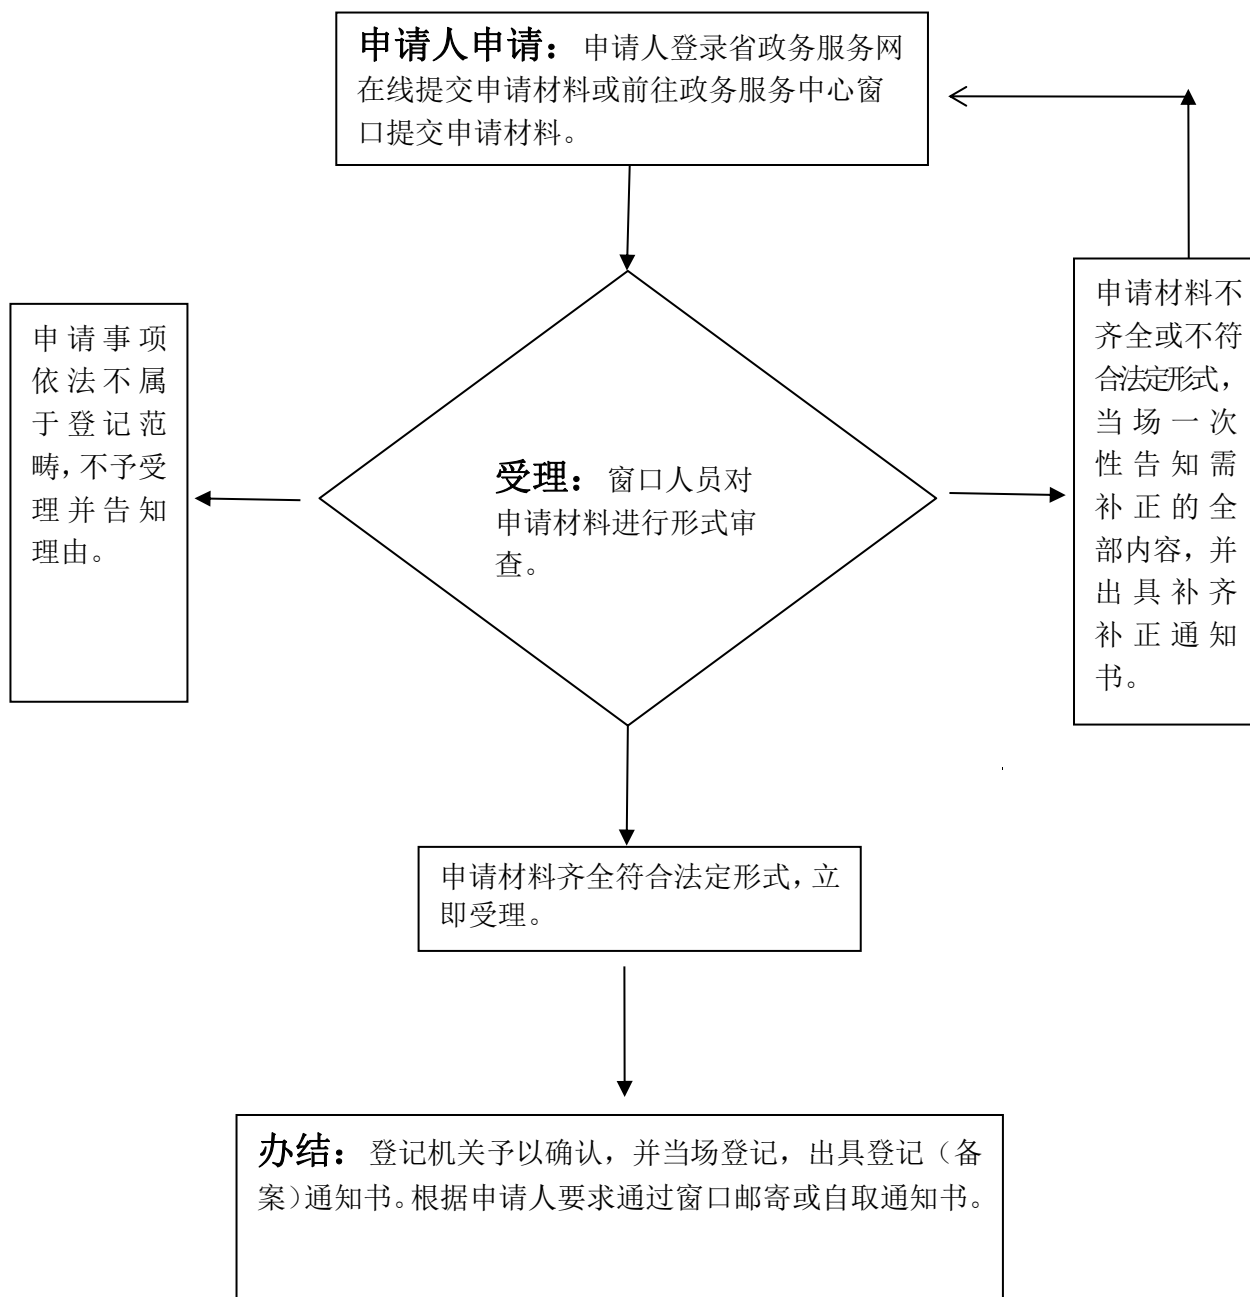 申请人申请：申请人登录省政务服务网
在线提交申请材料或前往政务服务中心窗
口提交申请材料。
申请事项
依法不属
于登记范
畴，不予受
理并告知
理由。
受理：窗口人员对
申请材料进行形式审
查。
申请材料不
齐全或不符
合法定形式，
当场一次
性告知需
补正的全
部内容，并
出具补齐
补正通知
书。
申请材料齐全符合法定形式，立
即受理。
办结：登记机关予以确认，并当场登记，出具登记（备
案）通知书。根据申请人要求通过窗口邮寄或自取通知书。